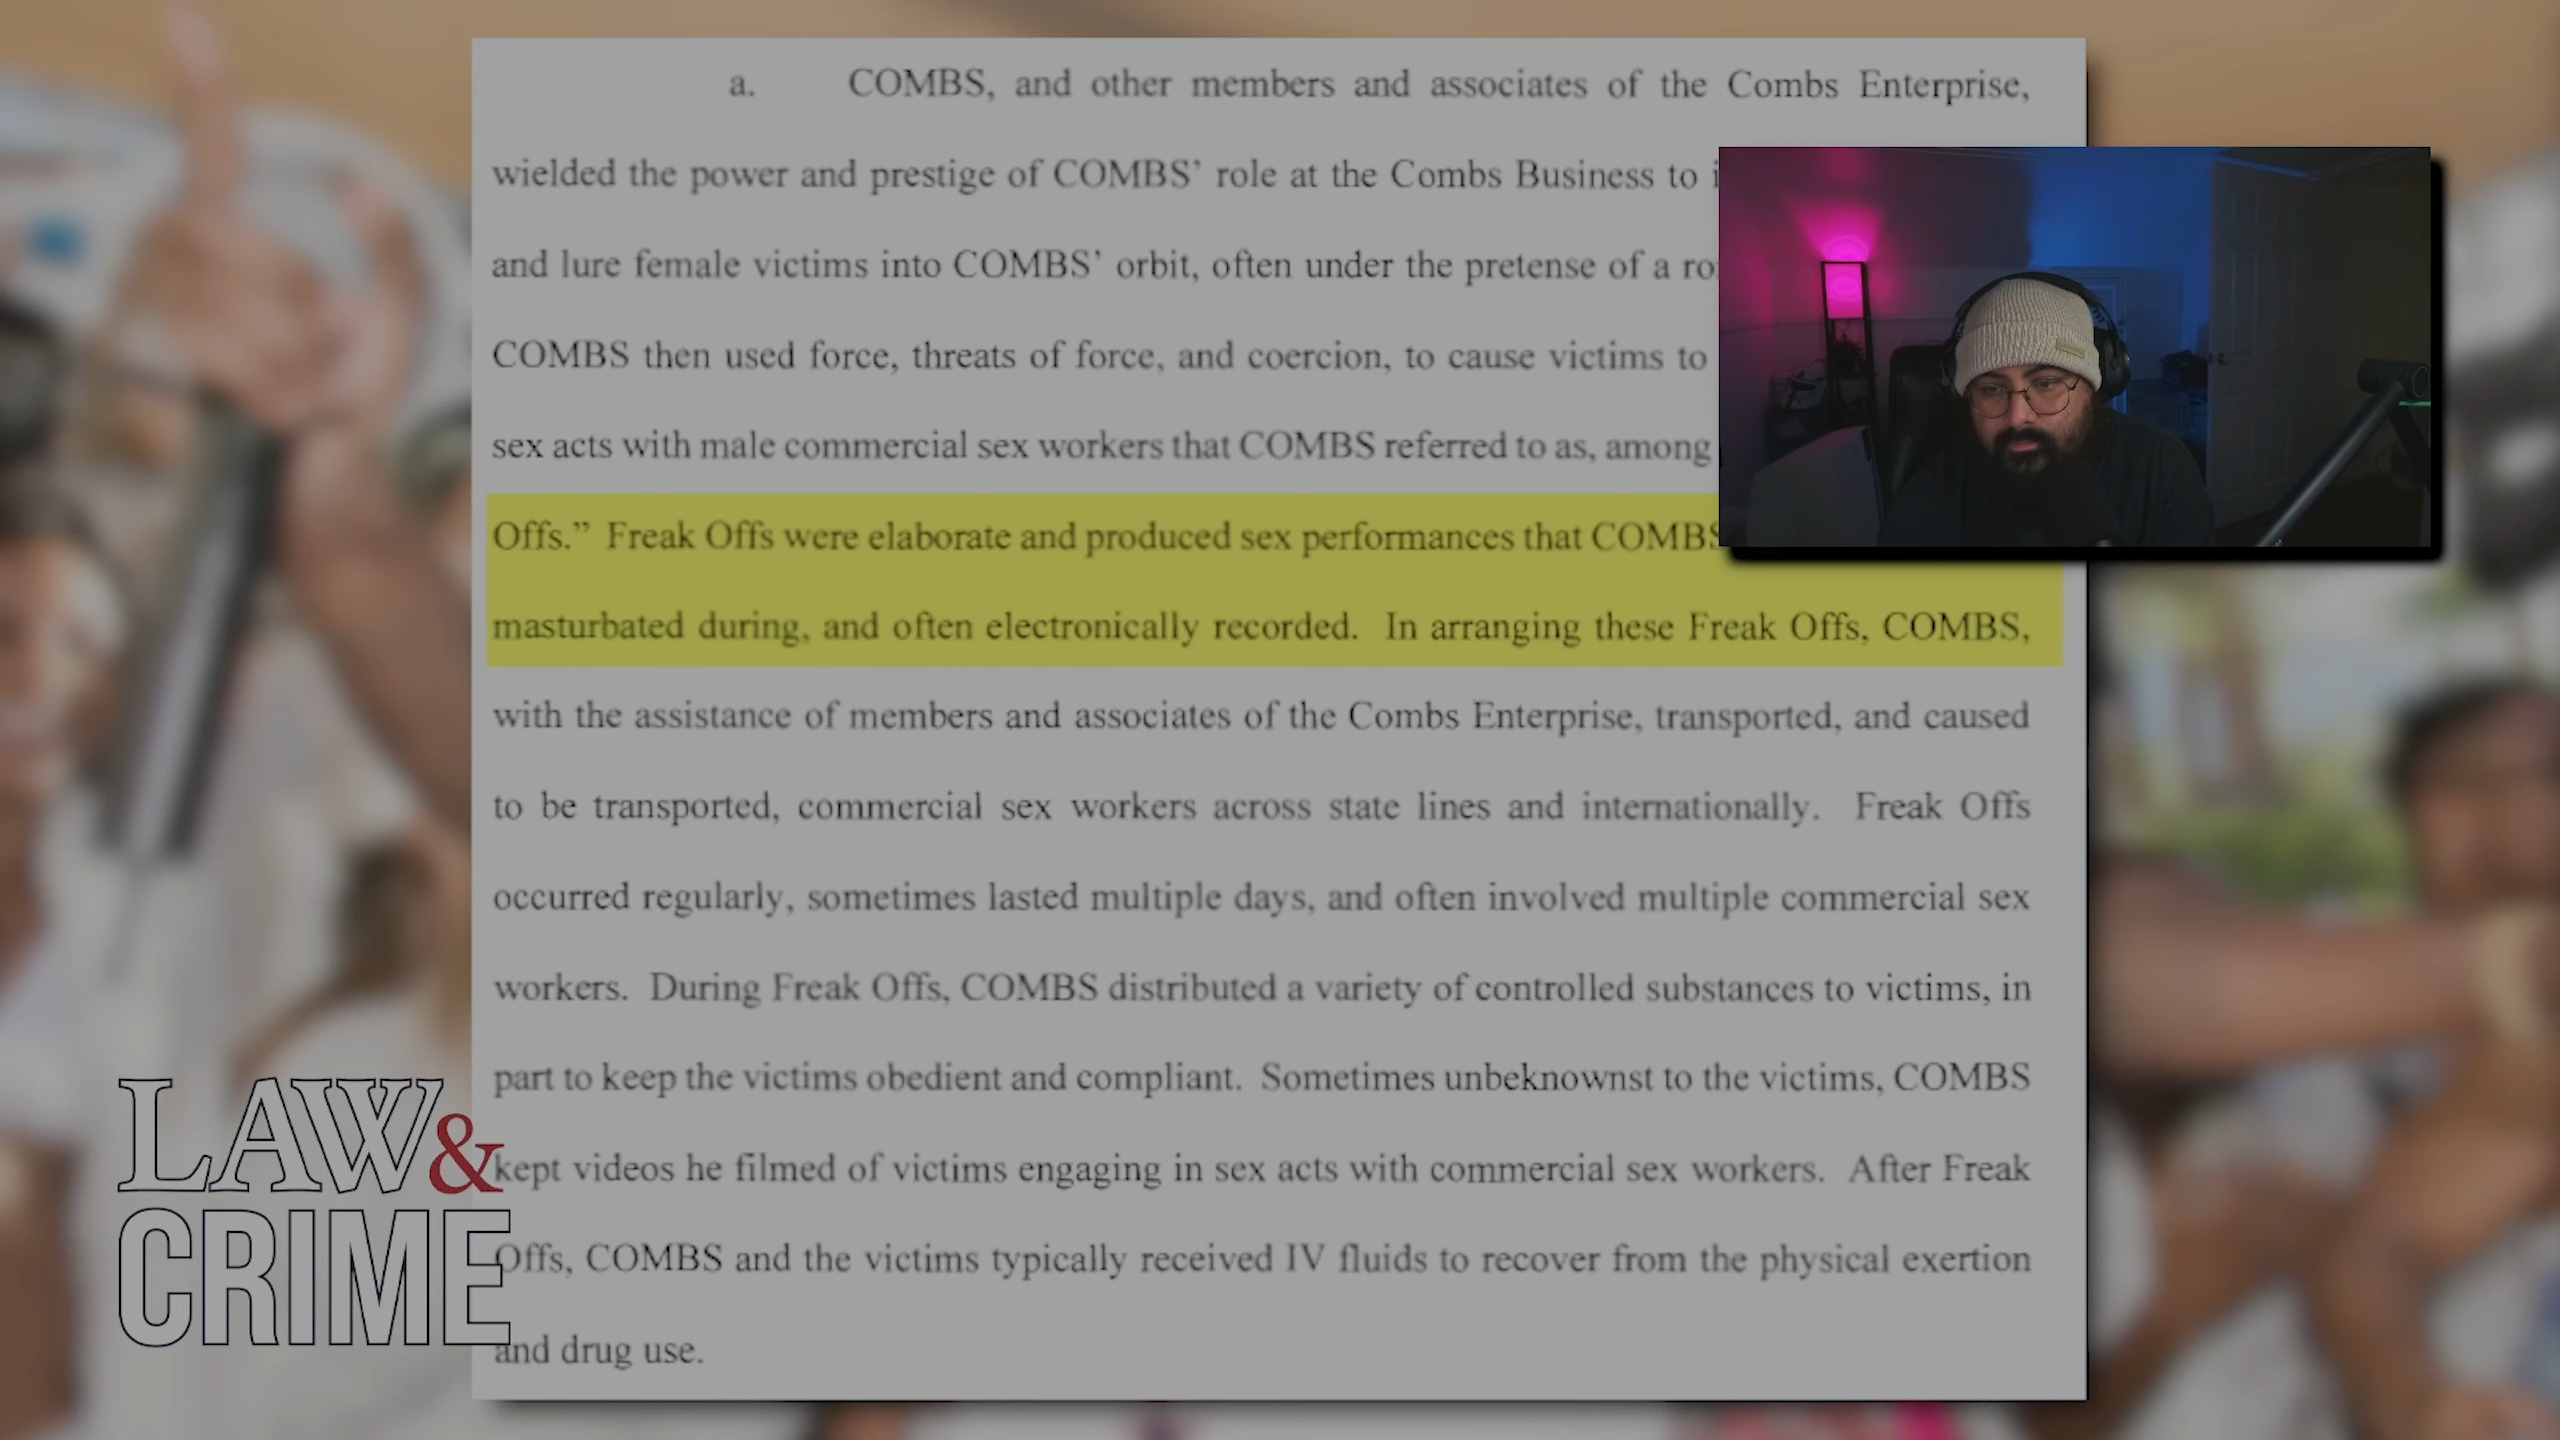 a. COMBS, and other members and associates of the Combs Enterprise,
wielded the power and prestige of COMBS’ role at the Combs Business to
and lure female victims into COMBS’ orbit, often under the pretense of a
COMBS then used force, threats of force, and coercion, to cause victims to
sex acts with male commercial sex workers that COMBS referred to as, among
Offs.” Freak Offs were elaborate and produced sex performances that COMBS
masturbated during, and often electronically recorded. In arranging these Freak Offs, COMBS,
with the assistance of members and associates of the Combs Enterprise, transported, and caused
to be transported, commercial sex workers across state lines and internationally. Freak Offs
occurred regularly, sometimes lasted multiple days, and often involved multiple commercial sex
workers. During Freak Offs, COMBS distributed a variety of controlled substances to victims, in
part to keep the victims obedient and compliant. Sometimes unbeknownst to the victims, COMBS
kept videos he filmed of victims engaging in sex acts with commercial sex workers. After Freak
Offs, COMBS and the victims typically received IV fluids to recover from the physical exertion
and drug use.
LAW&
CRIME